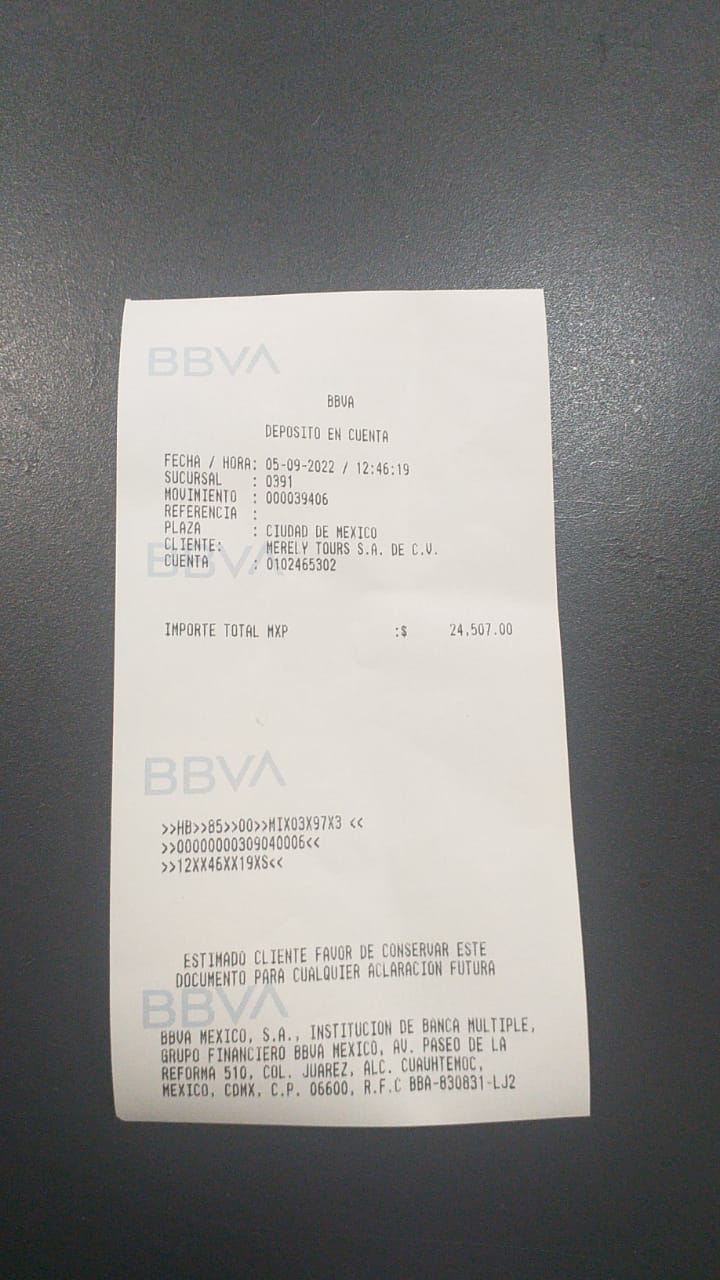 BBVA
BBVA
DEPOSITO EN CUENTA
FECHA / HORA: 05-09-2022 / 12:46:19
SUCURSAL : 0391
MOVIMIENTO : 000039406
REFERENCIA :
PLAZA : CIUDAD DE MEXICO
CLIENTE: MERELY TOURS S.A. DE C.V.
BBVA
CUENTA : 0102465302
IMPORTE TOTAL MXP :$ 24,507.00
BBVA
>>HB>>85>>00>>MIX03X97X3 <<
>>00000000309040006<<
>>12XX46XX19XS<<
ESTIMADO CLIENTE FAVOR DE CONSERVAR ESTE
DOCUMENTO PARA CUALQUIER ACLARACION FUTURA
BBVA
BBVA MEXICO, S.A., INSTITUCION DE BANCA MULTIPLE,
GRUPO FINANCIERO BBVA MEXICO, AV. PASEO DE LA
REFORMA 510, COL. JUAREZ, ALC. CUAUHTEMOC,
MEXICO, CDMX, C.P. 06600, R.F.C BBA-830831-LJ2